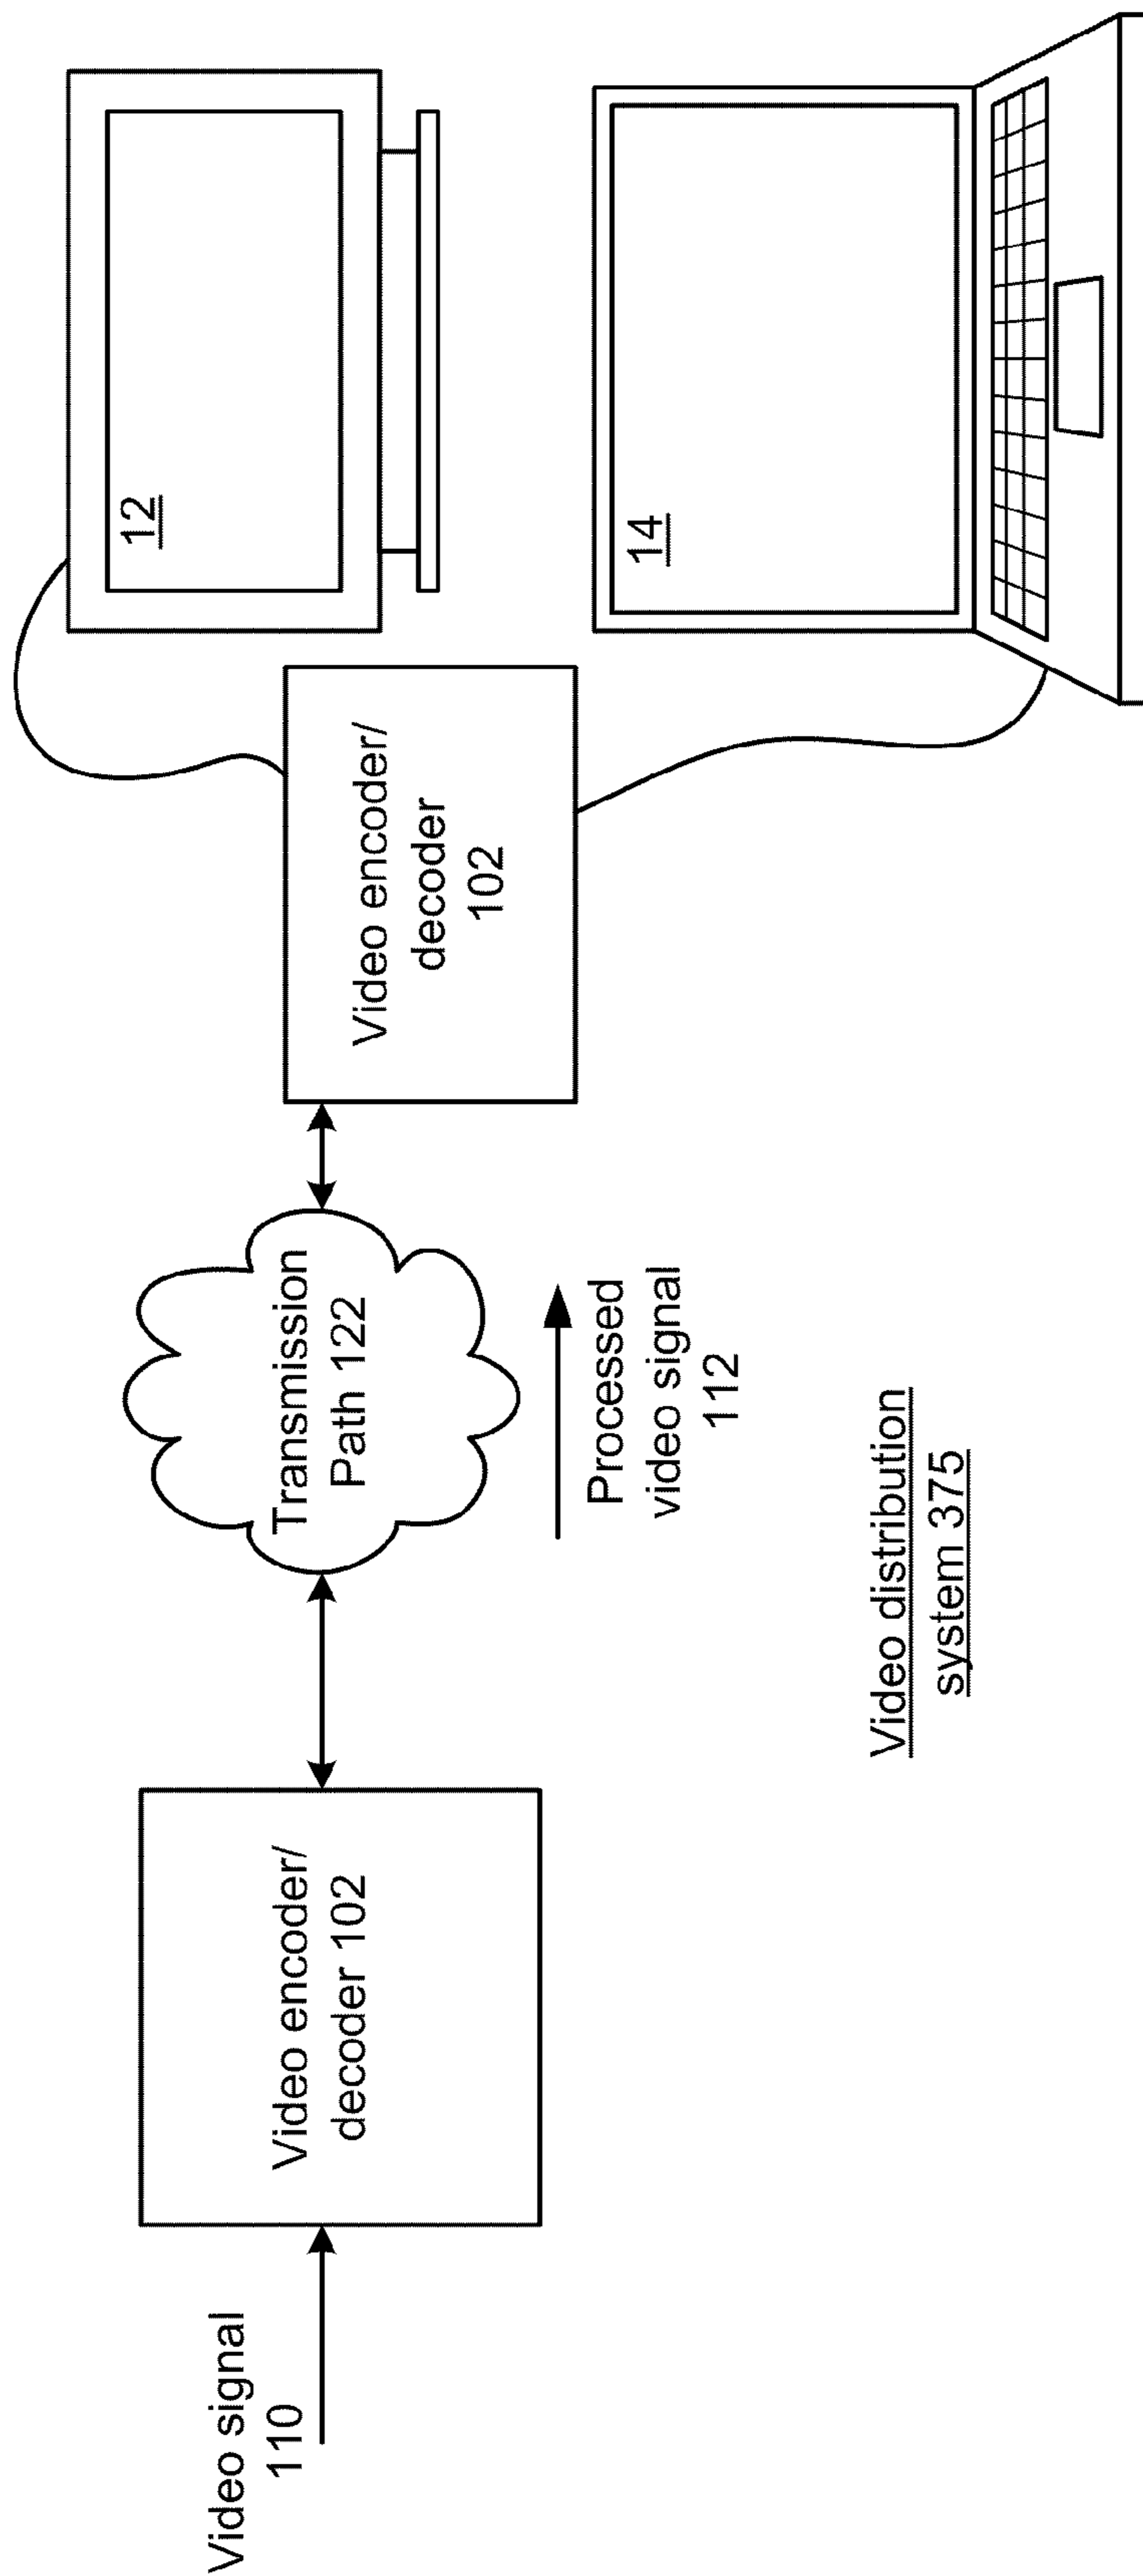 Video signal
110
Video encoder/
decoder 102
Transmission
Path 122
Processed
video signal
112
Video encoder/
decoder
102
12
14
Video distribution
system 375